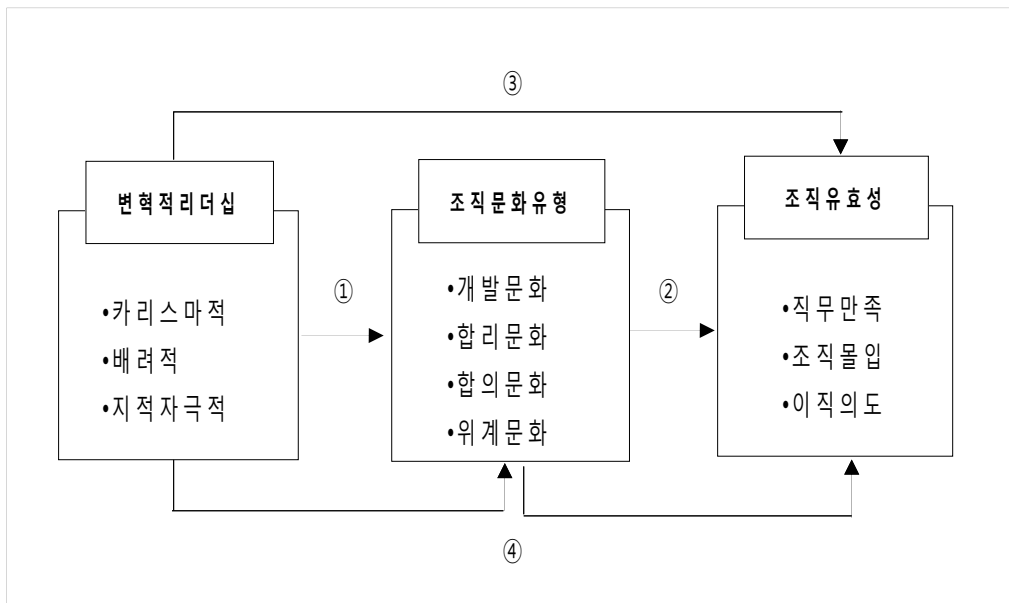 ③
변혁적리더십
조직문화유형
조직유효성
①
②
•카리스마적
•배려적
•지적자극적
•개발문화
•합리문화
•합의문화
•위계문화
•직무만족
•조직몰입
•이직의도
④